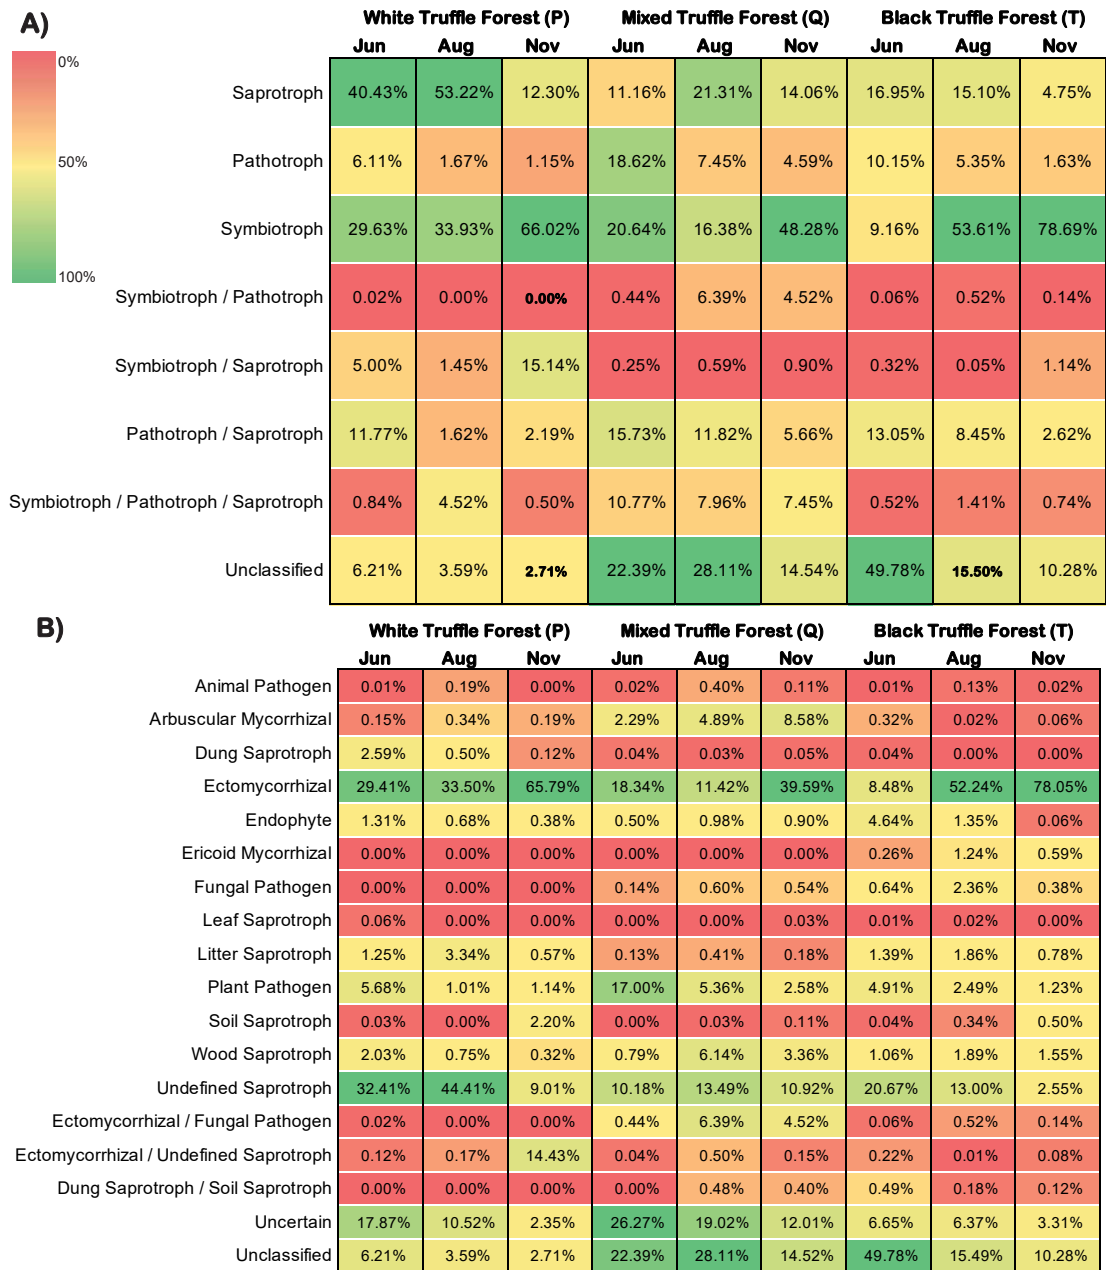 A)
White Truffle Forest (P) Mixed Truffle Forest (Q) Black Truffle Forest (T)
Jun Aug Nov Jun Aug Nov Jun Aug Nov
0%
50%
100%
Saprotroph 40.43% 53.22% 12.30% 11.16% 21.31% 14.06% 16.95% 15.10% 4.75%
Pathotroph 6.11% 1.67% 1.15% 18.62% 7.45% 4.59% 10.15% 5.35% 1.63%
Symbiotroph 29.63% 33.93% 66.02% 20.64% 16.38% 48.28% 9.16% 53.61% 78.69%
Symbiotroph / Pathotroph 0.02% 0.00% 0.00% 0.44% 6.39% 4.52% 0.06% 0.52% 0.14%
Symbiotroph / Saprotroph 5.00% 1.45% 15.14% 0.25% 0.59% 0.90% 0.32% 0.05% 1.14%
Pathotroph / Saprotroph 11.77% 1.62% 2.19% 15.73% 11.82% 5.66% 13.05% 8.45% 2.62%
Symbiotroph / Pathotroph / Saprotroph 0.84% 4.52% 0.50% 10.77% 7.96% 7.45% 0.52% 1.41% 0.74%
Unclassified 6.21% 3.59% 2.71% 22.39% 28.11% 14.54% 49.78% 15.50% 10.28%
B)
White Truffle Forest (P) Mixed Truffle Forest (Q) Black Truffle Forest (T)
Jun Aug Nov Jun Aug Nov Jun Aug Nov
Animal Pathogen 0.01% 0.19% 0.00% 0.02% 0.40% 0.11% 0.01% 0.13% 0.02%
Arbuscular Mycorrhizal 0.15% 0.34% 0.19% 2.29% 4.89% 8.58% 0.32% 0.02% 0.06%
Dung Saprotroph 2.59% 0.50% 0.12% 0.04% 0.03% 0.05% 0.04% 0.00% 0.00%
Ectomycorrhizal 29.41% 33.50% 65.79% 18.34% 11.42% 39.59% 8.48% 52.24% 78.05%
Endophyte 1.31% 0.68% 0.38% 0.50% 0.98% 0.90% 4.64% 1.35% 0.06%
Ericoid Mycorrhizal 0.00% 0.00% 0.00% 0.00% 0.00% 0.00% 0.26% 1.24% 0.59%
Fungal Pathogen 0.00% 0.00% 0.00% 0.14% 0.60% 0.54% 0.64% 2.36% 0.38%
Leaf Saprotroph 0.06% 0.00% 0.00% 0.00% 0.00% 0.03% 0.01% 0.02% 0.00%
Litter Saprotroph 1.25% 3.34% 0.57% 0.13% 0.41% 0.18% 1.39% 1.86% 0.78%
Plant Pathogen 5.68% 1.01% 1.14% 17.00% 5.36% 2.58% 4.91% 2.49% 1.23%
Soil Saprotroph 0.03% 0.00% 2.20% 0.00% 0.03% 0.11% 0.04% 0.34% 0.50%
Wood Saprotroph 2.03% 0.75% 0.32% 0.79% 6.14% 3.36% 1.06% 1.89% 1.55%
Undefined Saprotroph 32.41% 44.41% 9.01% 10.18% 13.49% 10.92% 20.67% 13.00% 2.55%
Ectomycorrhizal / Fungal Pathogen 0.02% 0.00% 0.00% 0.44% 6.39% 4.52% 0.06% 0.52% 0.14%
Ectomycorrhizal / Undefined Saprotroph 0.12% 0.17% 14.43% 0.04% 0.50% 0.15% 0.22% 0.01% 0.08%
Dung Saprotroph / Soil Saprotroph 0.00% 0.00% 0.00% 0.00% 0.48% 0.40% 0.49% 0.18% 0.12%
Uncertain 17.87% 10.52% 2.35% 26.27% 19.02% 12.01% 6.65% 6.37% 3.31%
Unclassified 6.21% 3.59% 2.71% 22.39% 28.11% 14.52% 49.78% 15.49% 10.28%